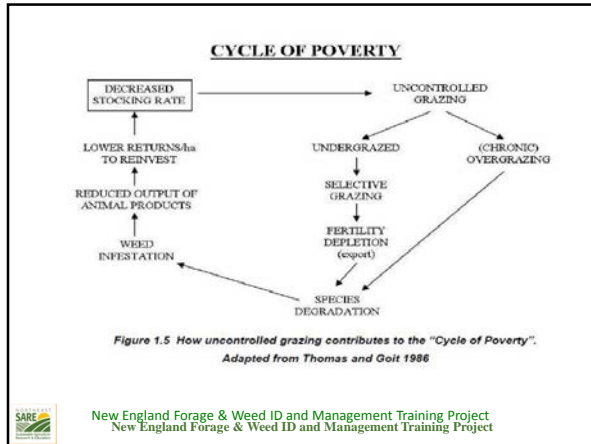 CYCLE OF POVERTY
DECREASED
STOCKING RATE
UNCONTROLLED
GRAZING
LOWER RETURNS/ha
TO REINVEST
UNDERGRAZED
(CHRONIC)
OVERGRAZING
SELECTIVE
GRAZING
REDUCED OUTPUT OF
ANIMAL PRODUCTS
FERTILITY
DEPLETION
(export)
WEED
INFESTATION
SPECIES
DEGRADATION
Figure 1.5 How uncontrolled grazing contributes to the “Cycle of Poverty”.
Adapted from Thomas and Goit 1986
NORTHEAST
SARE
New England Forage & Weed ID and Management Training Project
New England Forage & Weed ID and Management Training Project